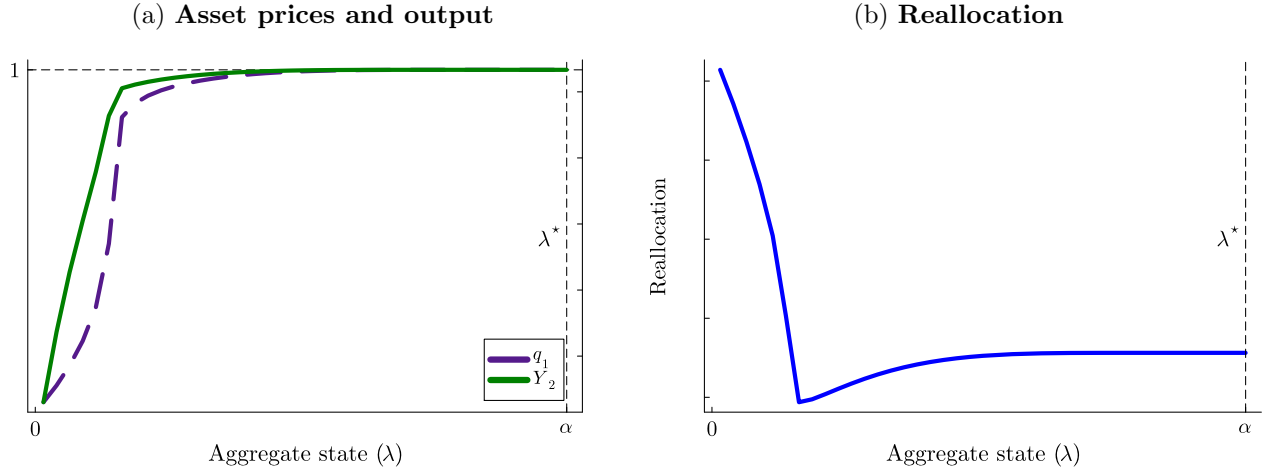 (a) Asset prices and output
1
λ*
q₁
Y₂
0
α
Aggregate state (λ)
(b) Reallocation
Reallocation
λ*
0
α
Aggregate state (λ)